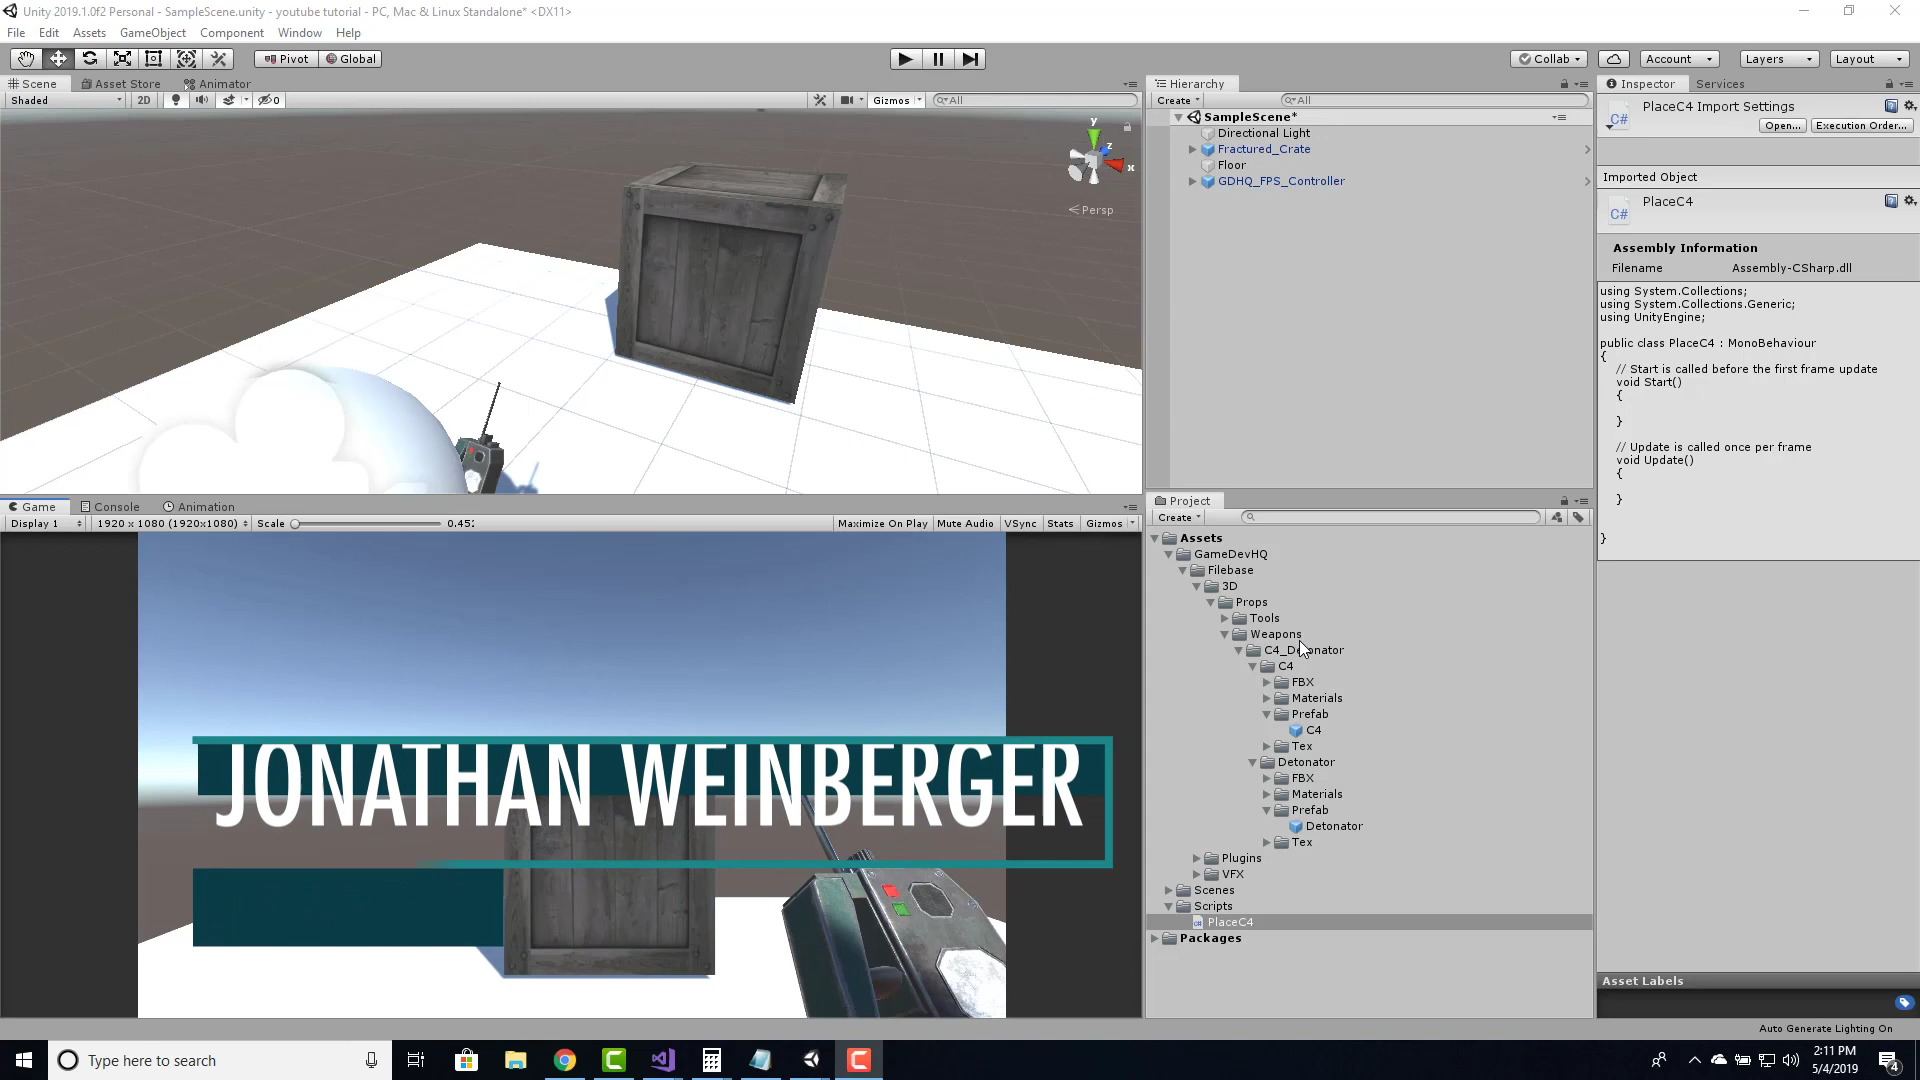 Unity 2019.1.0f2 Personal - SampleScene.unity - youtube tutorial - PC, Mac & Linux Standalone* <DX11>
File Edit Assets GameObject Component Window Help
Pivot Global Collab Account Layers Layout
Scene Asset Store Animator
Shaded 2D 0 Gizmos All
y
z
x
Persp
Hierarchy
Create All
SampleScene*
Directional Light
Fractured_Crate
Floor
GDHQ_FPS_Controller
Inspector Services
C#
PlaceC4 Import Settings
Open... Execution Order...
Imported Object
C#
PlaceC4
Assembly Information
Filename Assembly-CSharp.dll
using System.Collections;
using System.Collections.Generic;
using UnityEngine;
public class PlaceC4 : MonoBehaviour
{
// Start is called before the first frame update
void Start()
{
}
// Update is called once per frame
void Update()
{
}
}
Game Console Animation
Display 1 1920 x 1080 (1920x1080) Scale 0.45 Maximize On Play Mute Audio VSync Stats Gizmos
JONATHAN WEINBERGER
Project
Create
Assets
GameDevHQ
Filebase
3D
Props
Tools
Weapons
C4_Detonator
C4
FBX
Materials
Prefab
C4
Tex
Detonator
FBX
Materials
Prefab
Detonator
Tex
Plugins
VFX
Scenes
Scripts
PlaceC4
Packages
Asset Labels
Auto Generate Lighting On
Type here to search
2:11 PM
5/4/2019
4